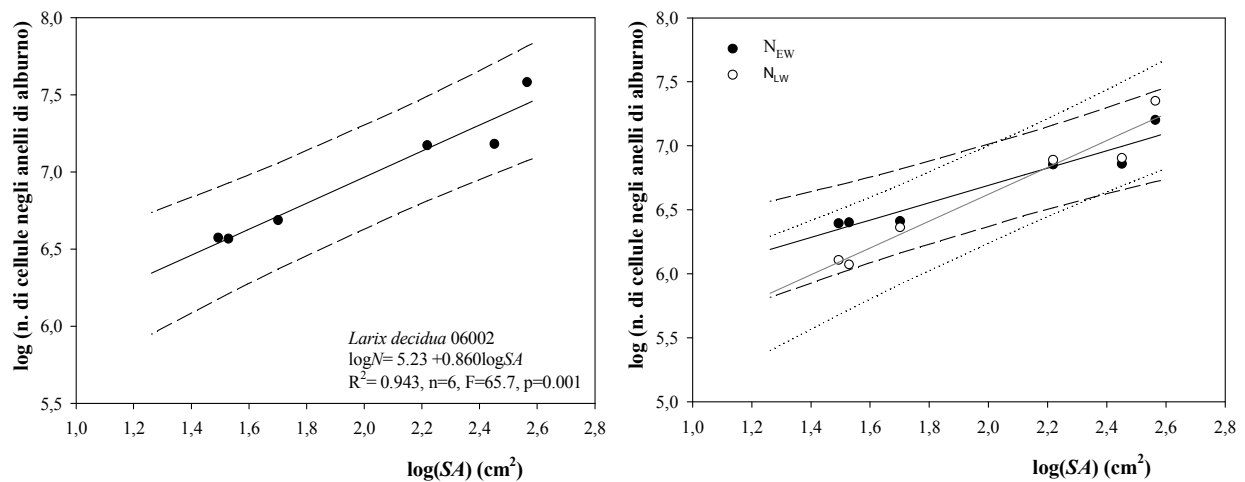 8,0
7,5
7,0
6,5
6,0
5,5
log (n. di cellule negli anelli di alburno)
Larix decidua 06002
logN= 5.23 +0.860logSA
R²= 0.943, n=6, F=65.7, p=0.001
1,0 1,2 1,4 1,6 1,8 2,0 2,2 2,4 2,6 2,8
log(SA) (cm²)
8,0
7,5
7,0
6,5
6,0
5,5
5,0
log (n. di cellule negli anelli di alburno)
N_EW
N_LW
1,0 1,2 1,4 1,6 1,8 2,0 2,2 2,4 2,6 2,8
log(SA) (cm²)